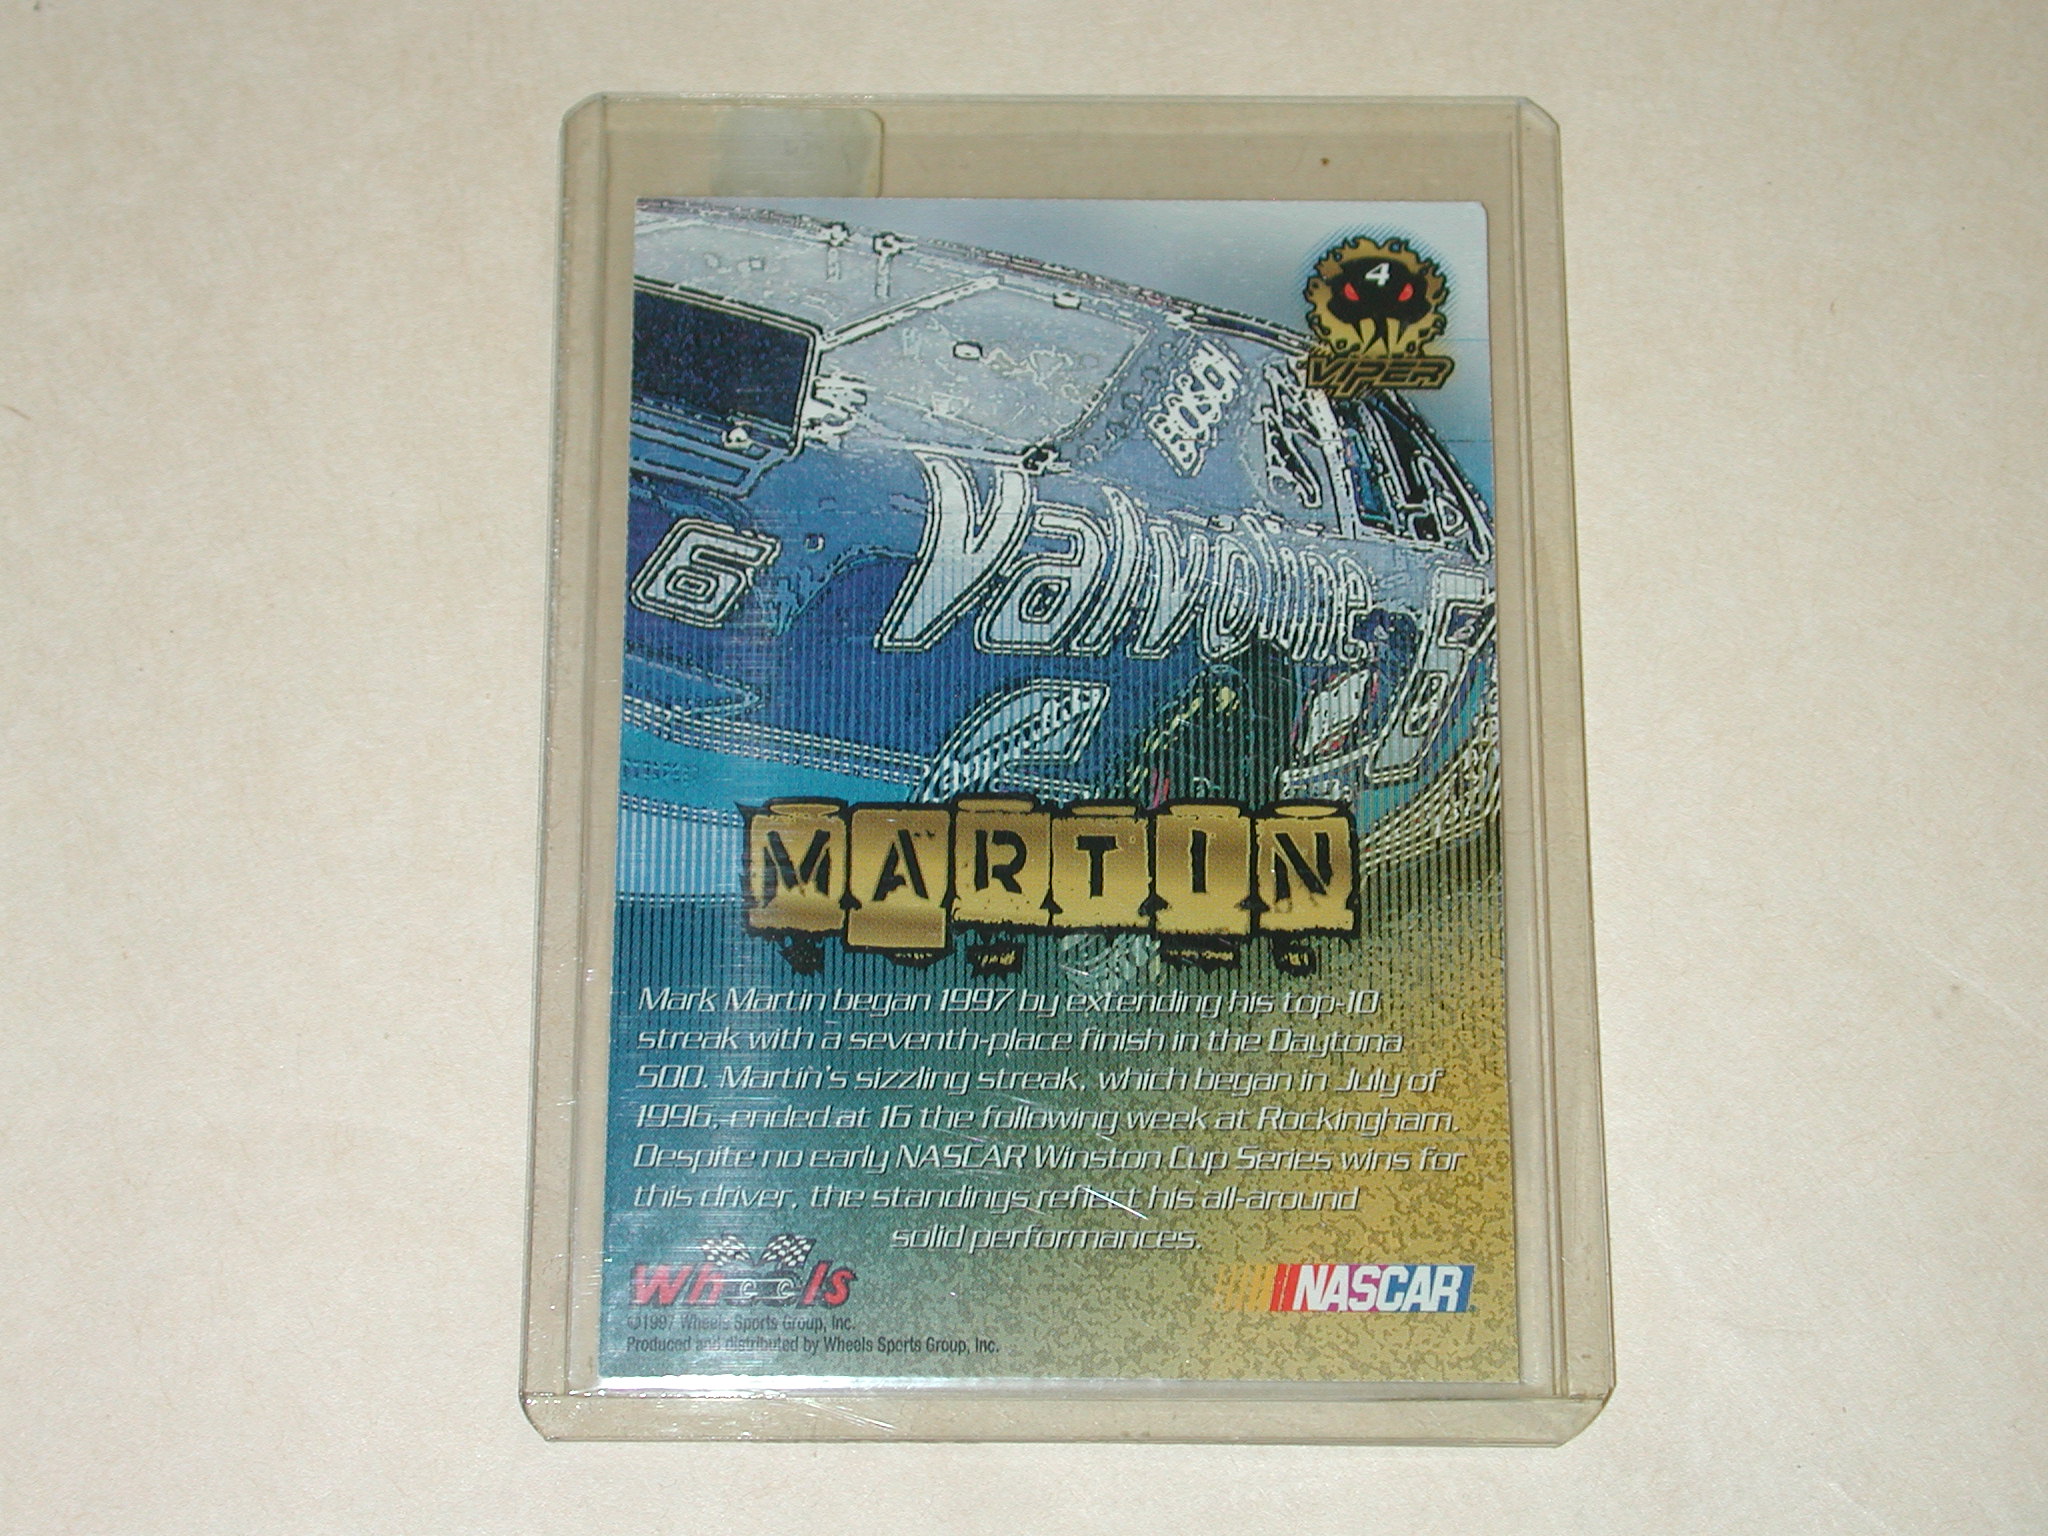 4
VIPER
BOSCH
Valvoline
6
6
MARTIN
Mark Martin began 1997 by extending his top-10
streak with a seventh-place finish in the Daytona
500. Martin's sizzling streak, which began in July of
1996, ended at 16 the following week at Rockingham.
Despite no early NASCAR Winston Cup Series wins for
this driver, the standings reflect his all-around
solid performances.
Wheels
NASCAR
©1997 Wheels Sports Group, Inc.
Produced and distributed by Wheels Sports Group, Inc.